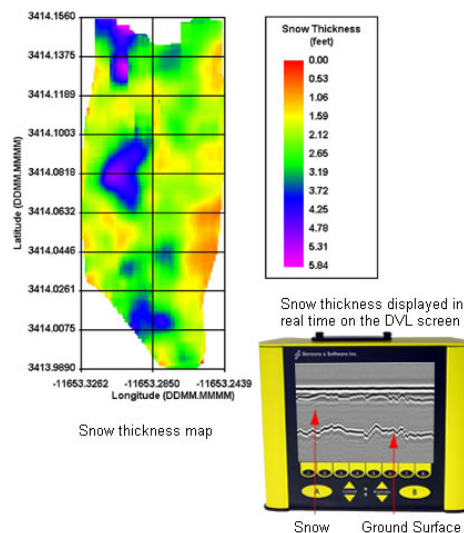 3414.1560
3414.1375
3414.1189
3414.1003
3414.0818
3414.0632
3414.0446
3414.0261
3414.0075
3413.9890
Latitude (DDMM.MMMM)
-11653.3262 -11653.2850 -11653.2439
Longitude (DDMM.MMMM)
Snow thickness map
Snow Thickness
(feet)
0.00
0.53
1.06
1.59
2.12
2.65
3.19
3.72
4.25
4.78
5.31
5.84
Snow thickness displayed in
real time on the DVL screen
Sensors & Software Inc.
A
B
Snow
Ground Surface